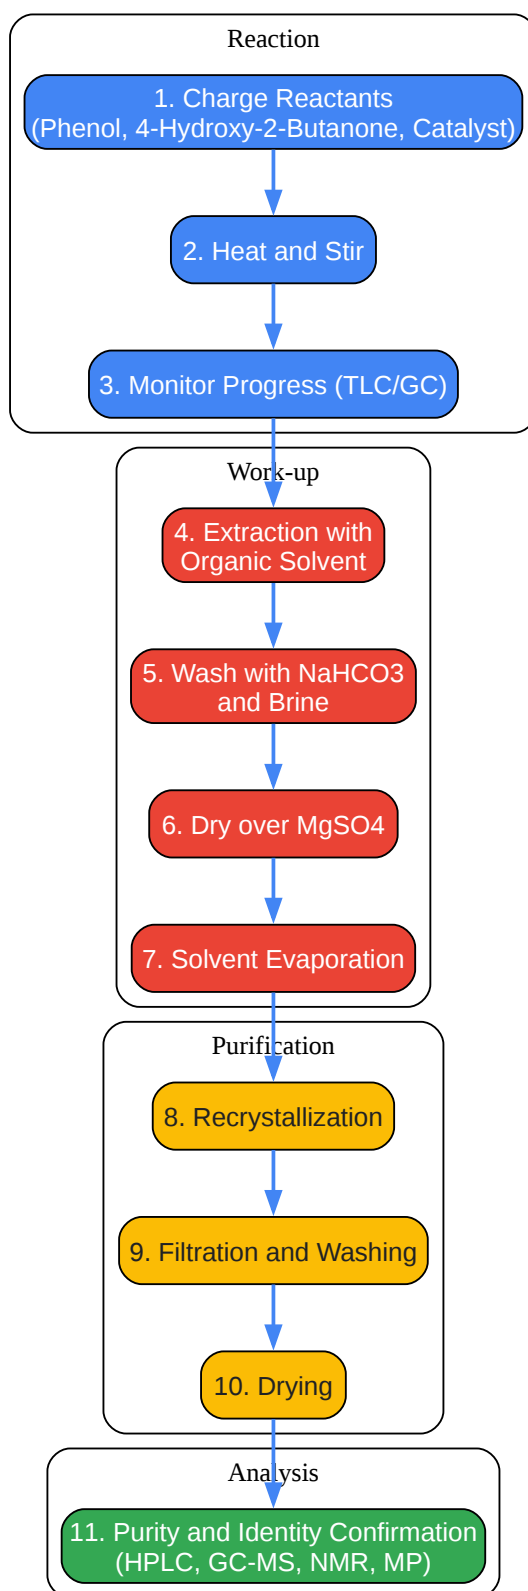 Reaction
1. Charge Reactants
(Phenol, 4-Hydroxy-2-Butanone, Catalyst)
2. Heat and Stir
3. Monitor Progress (TLC/GC)
Work-up
4. Extraction with
Organic Solvent
5. Wash with NaHCO3
and Brine
6. Dry over MgSO4
7. Solvent Evaporation
Purification
8. Recrystallization
9. Filtration and Washing
10. Drying
Analysis
11. Purity and Identity Confirmation
(HPLC, GC-MS, NMR, MP)